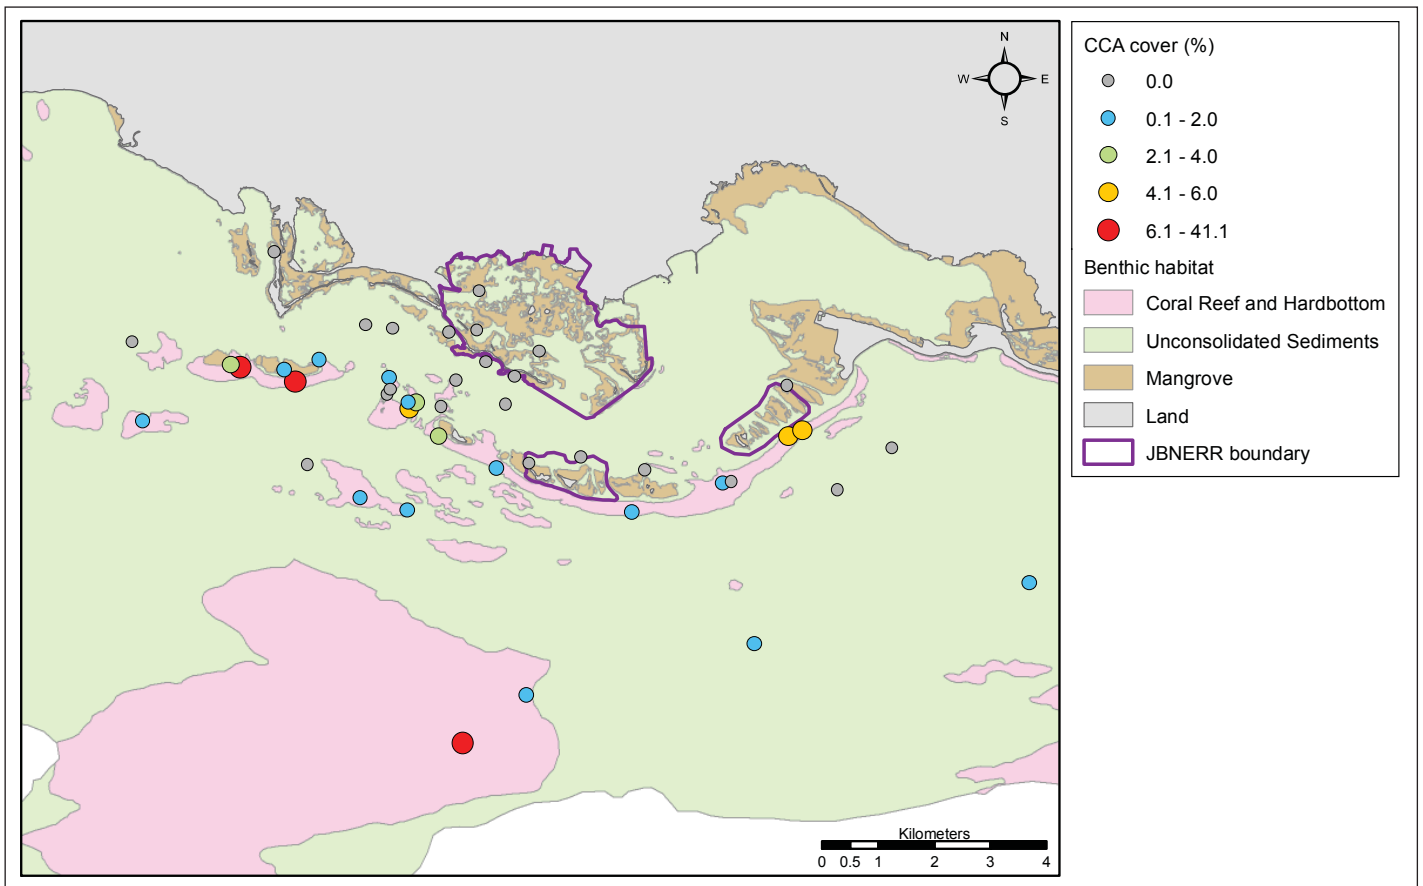 N
W E
S
Kilometers
0 0.5 1 2 3 4
CCA cover (%)
0.0
0.1 - 2.0
2.1 - 4.0
4.1 - 6.0
6.1 - 41.1
Benthic habitat
Coral Reef and Hardbottom
Unconsolidated Sediments
Mangrove
Land
JBNERR boundary